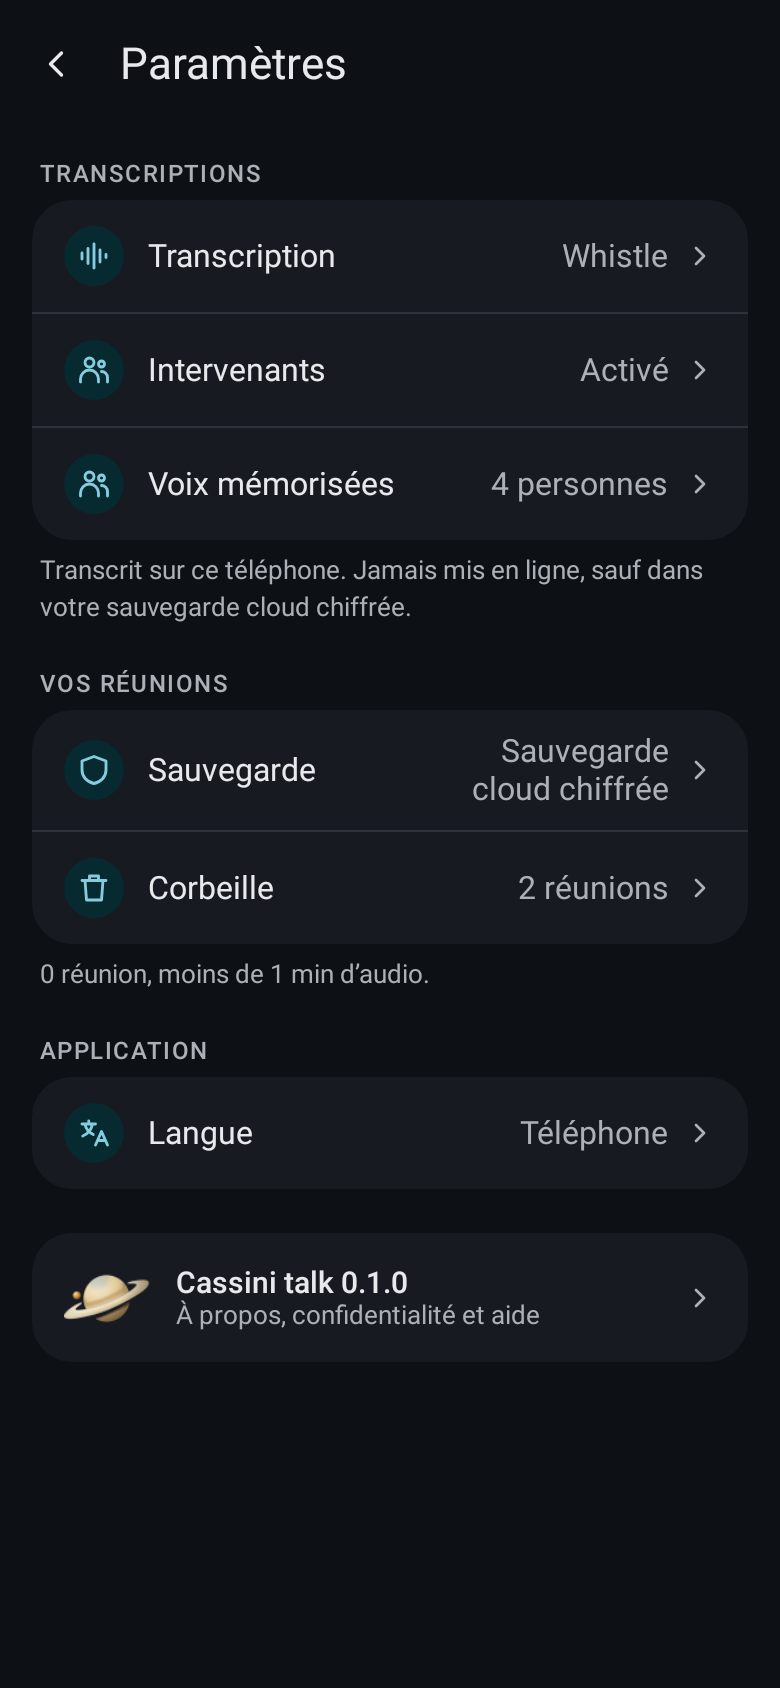 Paramètres
TRANSCRIPTIONS
Transcription
Whistle
Intervenants
Activé
Voix mémorisées
4 personnes
Transcrit sur ce téléphone. Jamais mis en ligne, sauf dans
votre sauvegarde cloud chiffrée.
VOS RÉUNIONS
Sauvegarde
Sauvegarde
cloud chiffrée
Corbeille
2 réunions
0 réunion, moins de 1 min d’audio.
APPLICATION
Langue
Téléphone
Cassini talk 0.1.0
À propos, confidentialité et aide